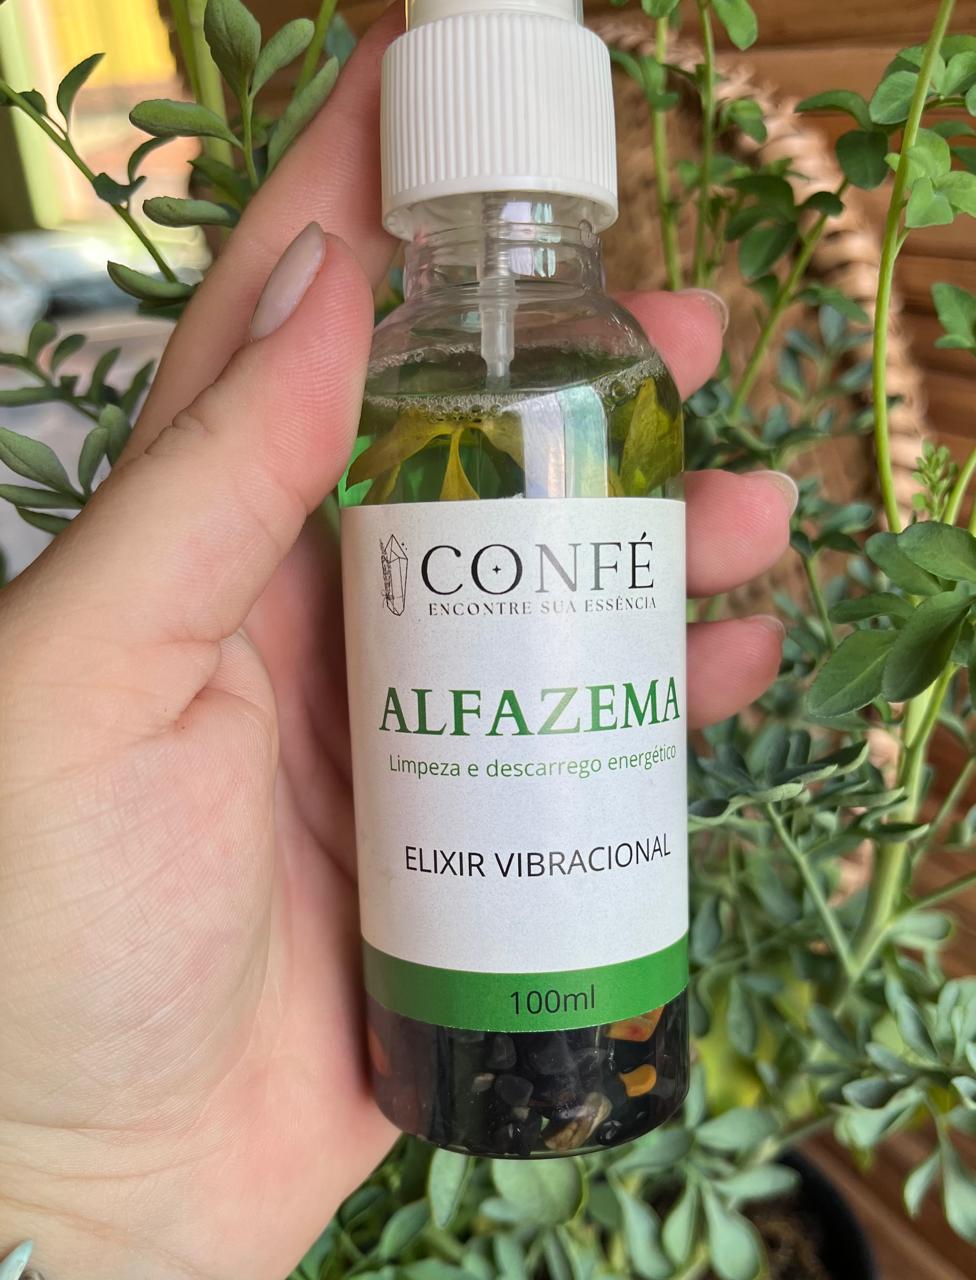 CONFÉ
ENCONTRE SUA ESSÊNCIA
ALFAZEMA
Limpeza e descarrego energético
ELIXIR VIBRACIONAL
100ml